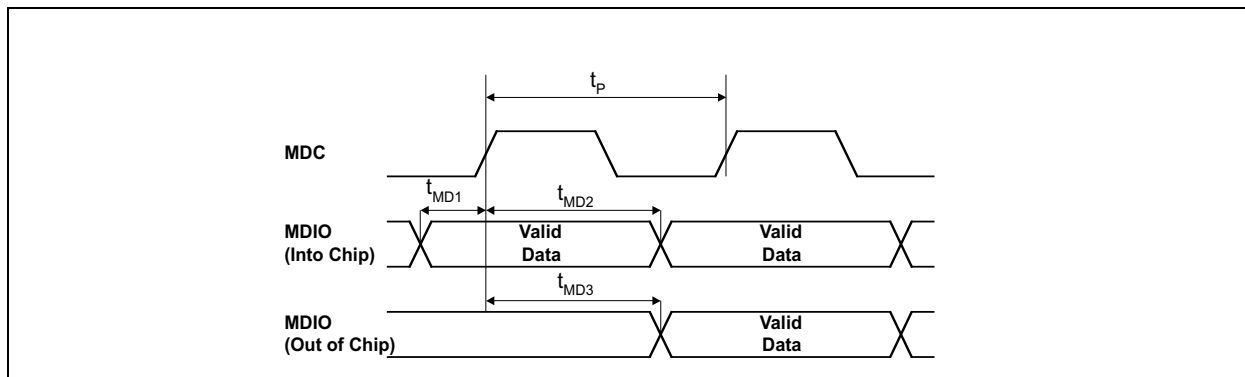 tP
MDC
tMD1
tMD2
MDIO
(Into Chip)
Valid
Data
Valid
Data
tMD3
MDIO
(Out of Chip)
Valid
Data